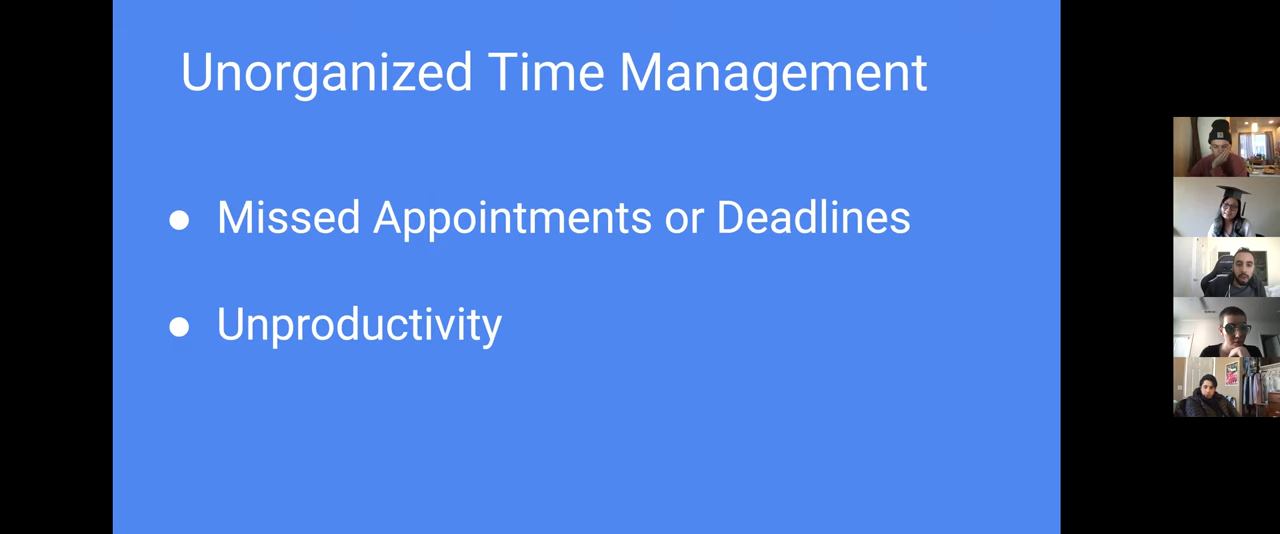 Unorganized Time Management
● Missed Appointments or Deadlines
● Unproductivity